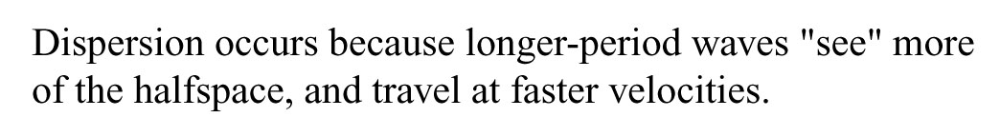 Dispersion occurs because longer-period waves "see" more
of the halfspace, and travel at faster velocities.